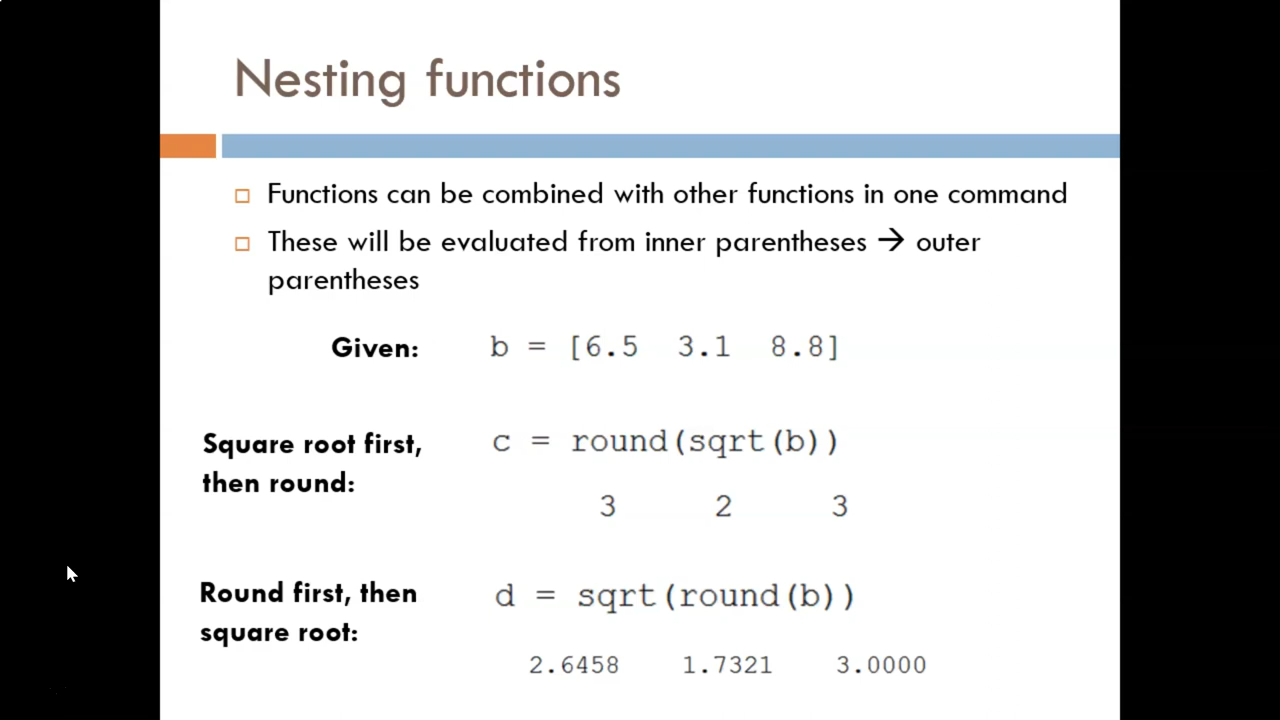 Nesting functions
Functions can be combined with other functions in one command
These will be evaluated from inner parentheses → outer
parentheses
Given: b = [6.5 3.1 8.8]
Square root first,
then round:
c = round(sqrt(b))
3 2 3
Round first, then
square root:
d = sqrt(round(b))
2.6458 1.7321 3.0000